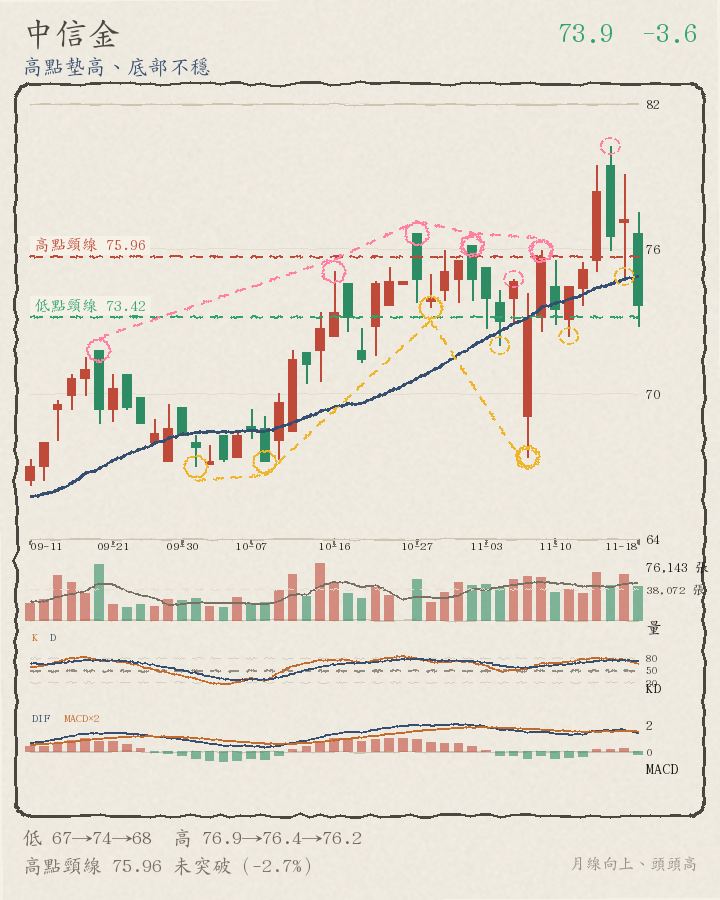 中信金
73.9 -3.6
高點墊高、底部不穩
82
高點頸線 75.96
76
低點頸線 73.42
70
64
09-11 09-21 09-30 10-07 10-16 10-27 11-03 11-10 11-18
76,143 張
38,072 張
量
K D
80
50
20
KD
DIF MACD×2
2
0
MACD
低 67→74→68 高 76.9→76.4→76.2
高點頸線 75.96 未突破 (-2.7%)
月線向上、頭頭高